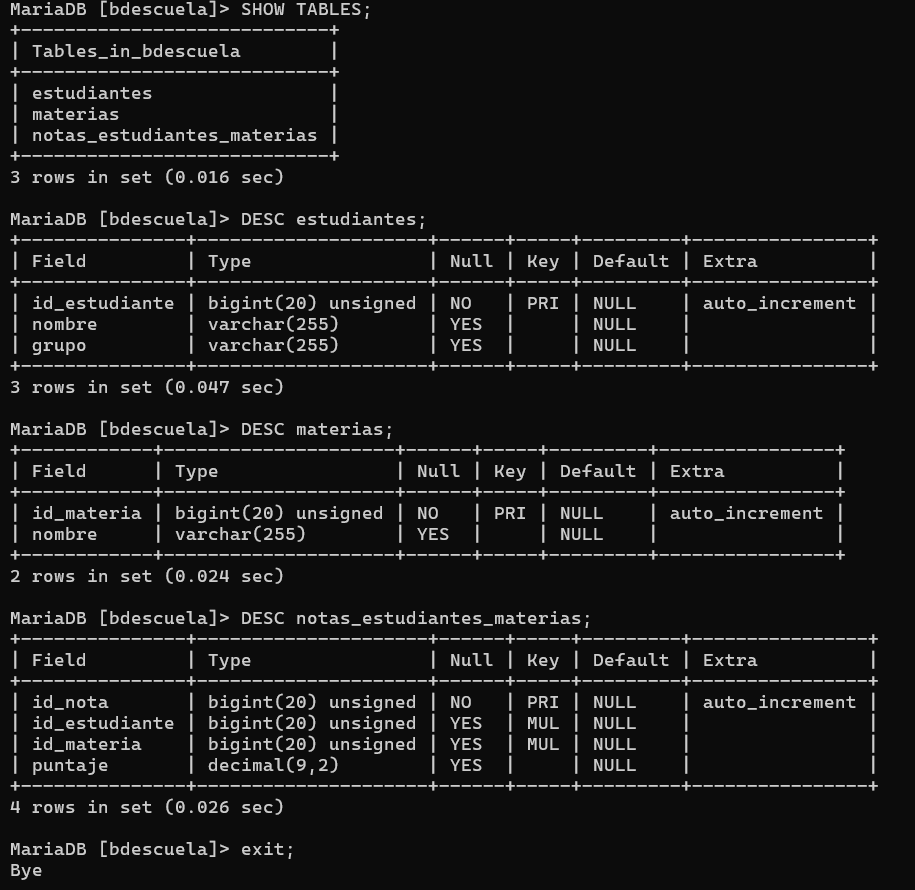 MariaDB [bdescuela]> SHOW TABLES;
+----------------------------+
| Tables_in_bdescuela        |
+----------------------------+
| estudiantes                |
| materias                   |
| notas_estudiantes_materias |
+----------------------------+
3 rows in set (0.016 sec)

MariaDB [bdescuela]> DESC estudiantes;
+---------------+---------------------+------+-----+---------+----------------+
| Field         | Type                | Null | Key | Default | Extra          |
+---------------+---------------------+------+-----+---------+----------------+
| id_estudiante | bigint(20) unsigned | NO   | PRI | NULL    | auto_increment |
| nombre        | varchar(255)        | YES  |     | NULL    |                |
| grupo         | varchar(255)        | YES  |     | NULL    |                |
+---------------+---------------------+------+-----+---------+----------------+
3 rows in set (0.047 sec)

MariaDB [bdescuela]> DESC materias;
+------------+---------------------+------+-----+---------+----------------+
| Field      | Type                | Null | Key | Default | Extra          |
+------------+---------------------+------+-----+---------+----------------+
| id_materia | bigint(20) unsigned | NO   | PRI | NULL    | auto_increment |
| nombre     | varchar(255)        | YES  |     | NULL    |                |
+------------+---------------------+------+-----+---------+----------------+
2 rows in set (0.024 sec)

MariaDB [bdescuela]> DESC notas_estudiantes_materias;
+---------------+---------------------+------+-----+---------+----------------+
| Field         | Type                | Null | Key | Default | Extra          |
+---------------+---------------------+------+-----+---------+----------------+
| id_nota       | bigint(20) unsigned | NO   | PRI | NULL    | auto_increment |
| id_estudiante | bigint(20) unsigned | YES  | MUL | NULL    |                |
| id_materia    | bigint(20) unsigned | YES  | MUL | NULL    |                |
| puntaje       | decimal(9,2)        | YES  |     | NULL    |                |
+---------------+---------------------+------+-----+---------+----------------+
4 rows in set (0.026 sec)

MariaDB [bdescuela]> exit;
Bye